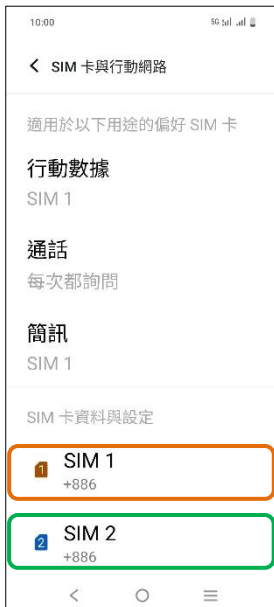 10:00 5G
SIM 卡與行動網路
適用於以下用途的偏好 SIM 卡
行動數據
SIM 1
通話
每次都詢問
簡訊
SIM 1
SIM 卡資料與設定
1 SIM 1
+886
2 SIM 2
+886